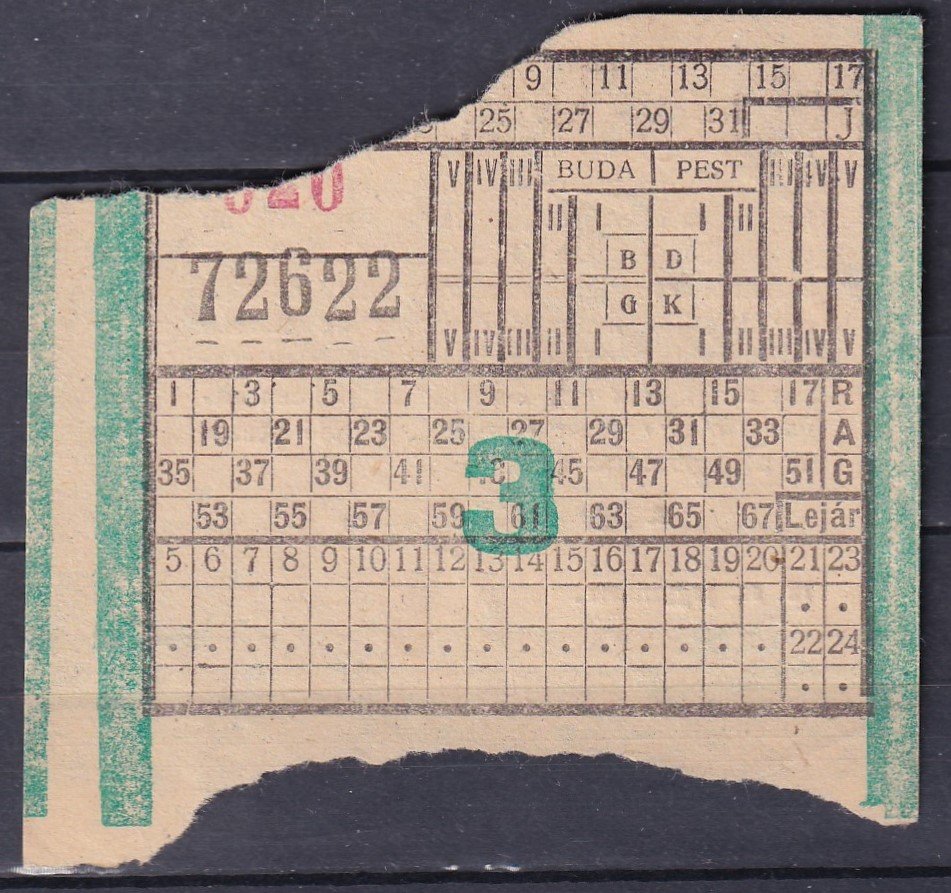 9 11 13 15 17
25 27 29 31 J
020
72622
V IV III BUDA PEST III IV V
II I I II
B D
G K
V IV III II I I II III IV V
1 3 5 7 9 11 13 15 17 R
19 21 23 25 27 29 31 33 A
35 37 39 41 43 45 47 49 51 G
53 55 57 59 61 63 65 67 Lejár
3
5 6 7 8 9 10 11 12 13 14 15 16 17 18 19 20 21 23
22 24